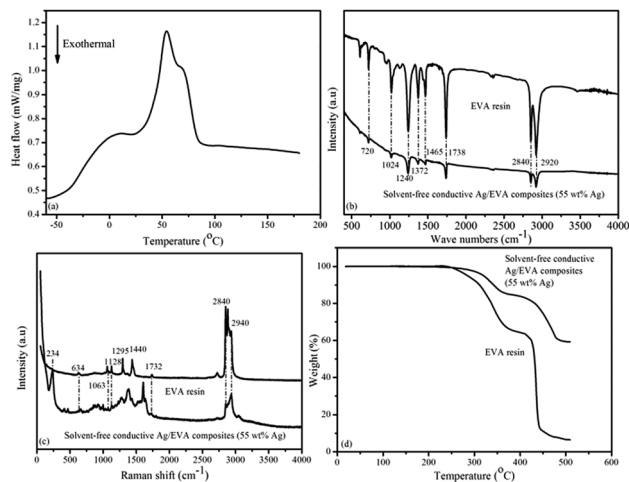 1.2
1.1
1.0
0.9
0.8
0.7
0.6
0.5
0.4
Heat flow (mW/mg)
Exothermal
(a)
-50 0 50 100 150 200
Temperature (°C)
Intensity (a.u)
EVA resin
720
1024
1240
1372
1465
1738
2840
2920
Solvent-free conductive Ag/EVA composites (55 wt% Ag)
(b)
500 1000 1500 2000 2500 3000 3500 4000
Wave numbers (cm⁻¹)
Intensity (a.u)
2840
2940
1295
1440
234
634
1128
1732
1063
EVA resin
Solvent-free conductive Ag/EVA composites (55 wt% Ag)
(c)
0 500 1000 1500 2000 2500 3000 3500 4000
Raman shift (cm⁻¹)
Weight(%)
100
80
60
40
20
0
Solvent-free conductive
Ag/EVA composites
(55 wt% Ag)
EVA resin
(d)
0 100 200 300 400 500 600
Temperature (°C)